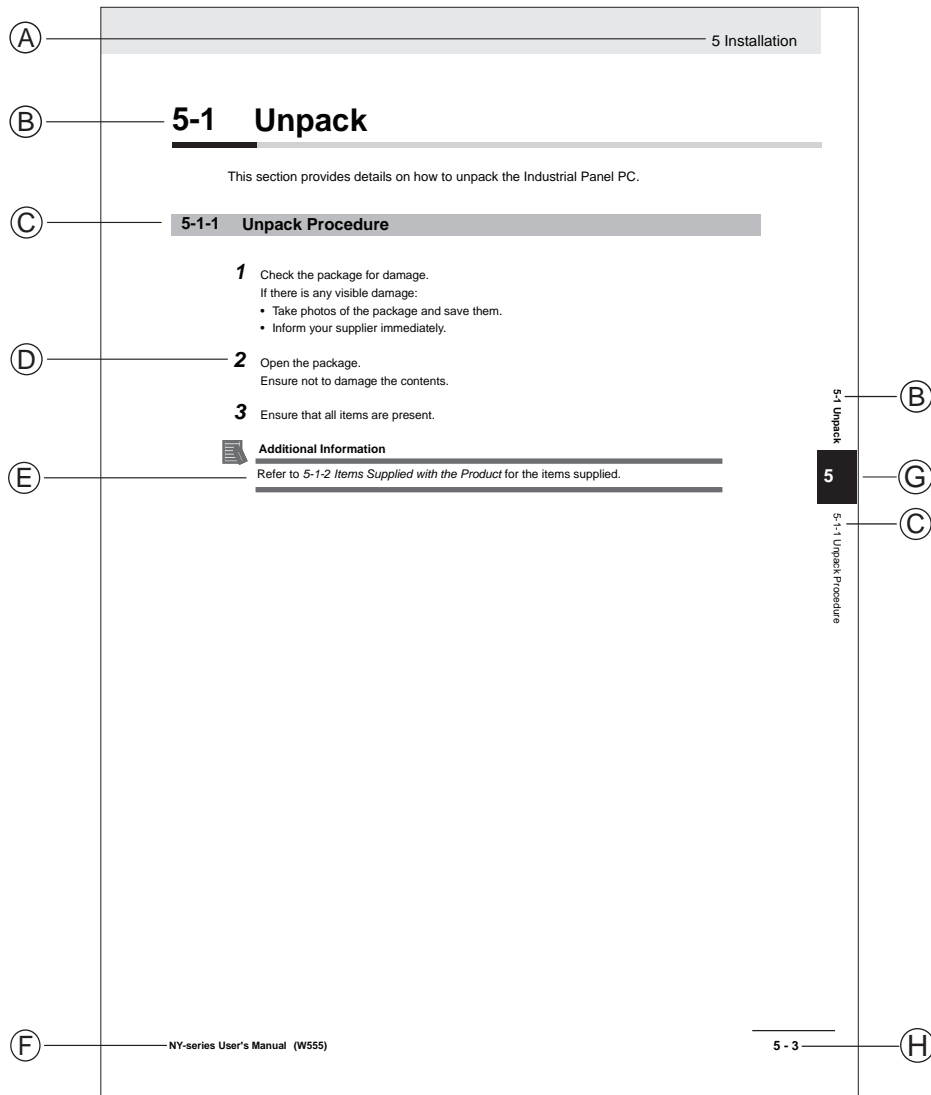 A
5 Installation
B
5-1 Unpack
This section provides details on how to unpack the Industrial Panel PC.
C
5-1-1 Unpack Procedure
1 Check the package for damage.
If there is any visible damage:
• Take photos of the package and save them.
• Inform your supplier immediately.
D
2 Open the package.
Ensure not to damage the contents.
3 Ensure that all items are present.
Additional Information
E
Refer to 5-1-2 Items Supplied with the Product for the items supplied.
5-1 Unpack
B
5
G
5-1-1 Unpack Procedure
C
F
NY-series User's Manual (W555)
5 - 3
H